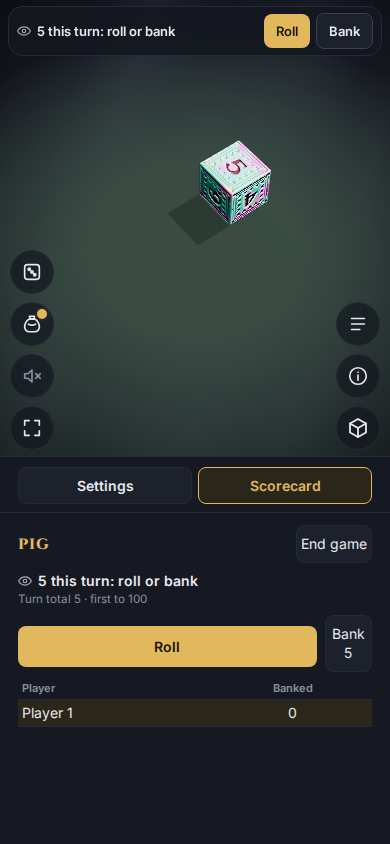 5 this turn: roll or bank
Roll
Bank
5
Settings
Scorecard
PIG
End game
5 this turn: roll or bank
Turn total 5 · first to 100
Roll
Bank
5
Player Banked
Player 1 0